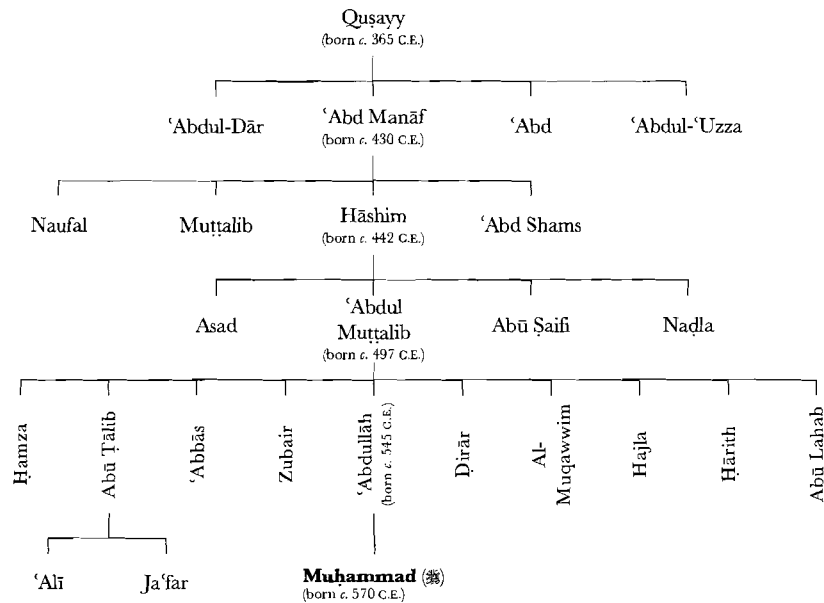 Quṣayy
(born c. 365 C.E.)
ʿAbdul-Dār
ʿAbd Manāf
(born c. 430 C.E.)
ʿAbd
ʿAbdul-ʿUzza
Naufal
Muṭṭalib
Hāshim
(born c. 442 C.E.)
ʿAbd Shams
Asad
ʿAbdul
Muṭṭalib
(born c. 497 C.E.)
Abū Ṣaifi
Naḍla
Ḥamza
Abū Ṭālib
ʿAbbās
Zubair
ʿAbdullāh
(born c. 545 C.E.)
Ḍirār
Al-
Muqawwim
Hajla
Ḥārith
Abū Lahab
ʿAlī
Jaʿfar
Muḥammad (ﷺ)
(born c. 570 C.E.)